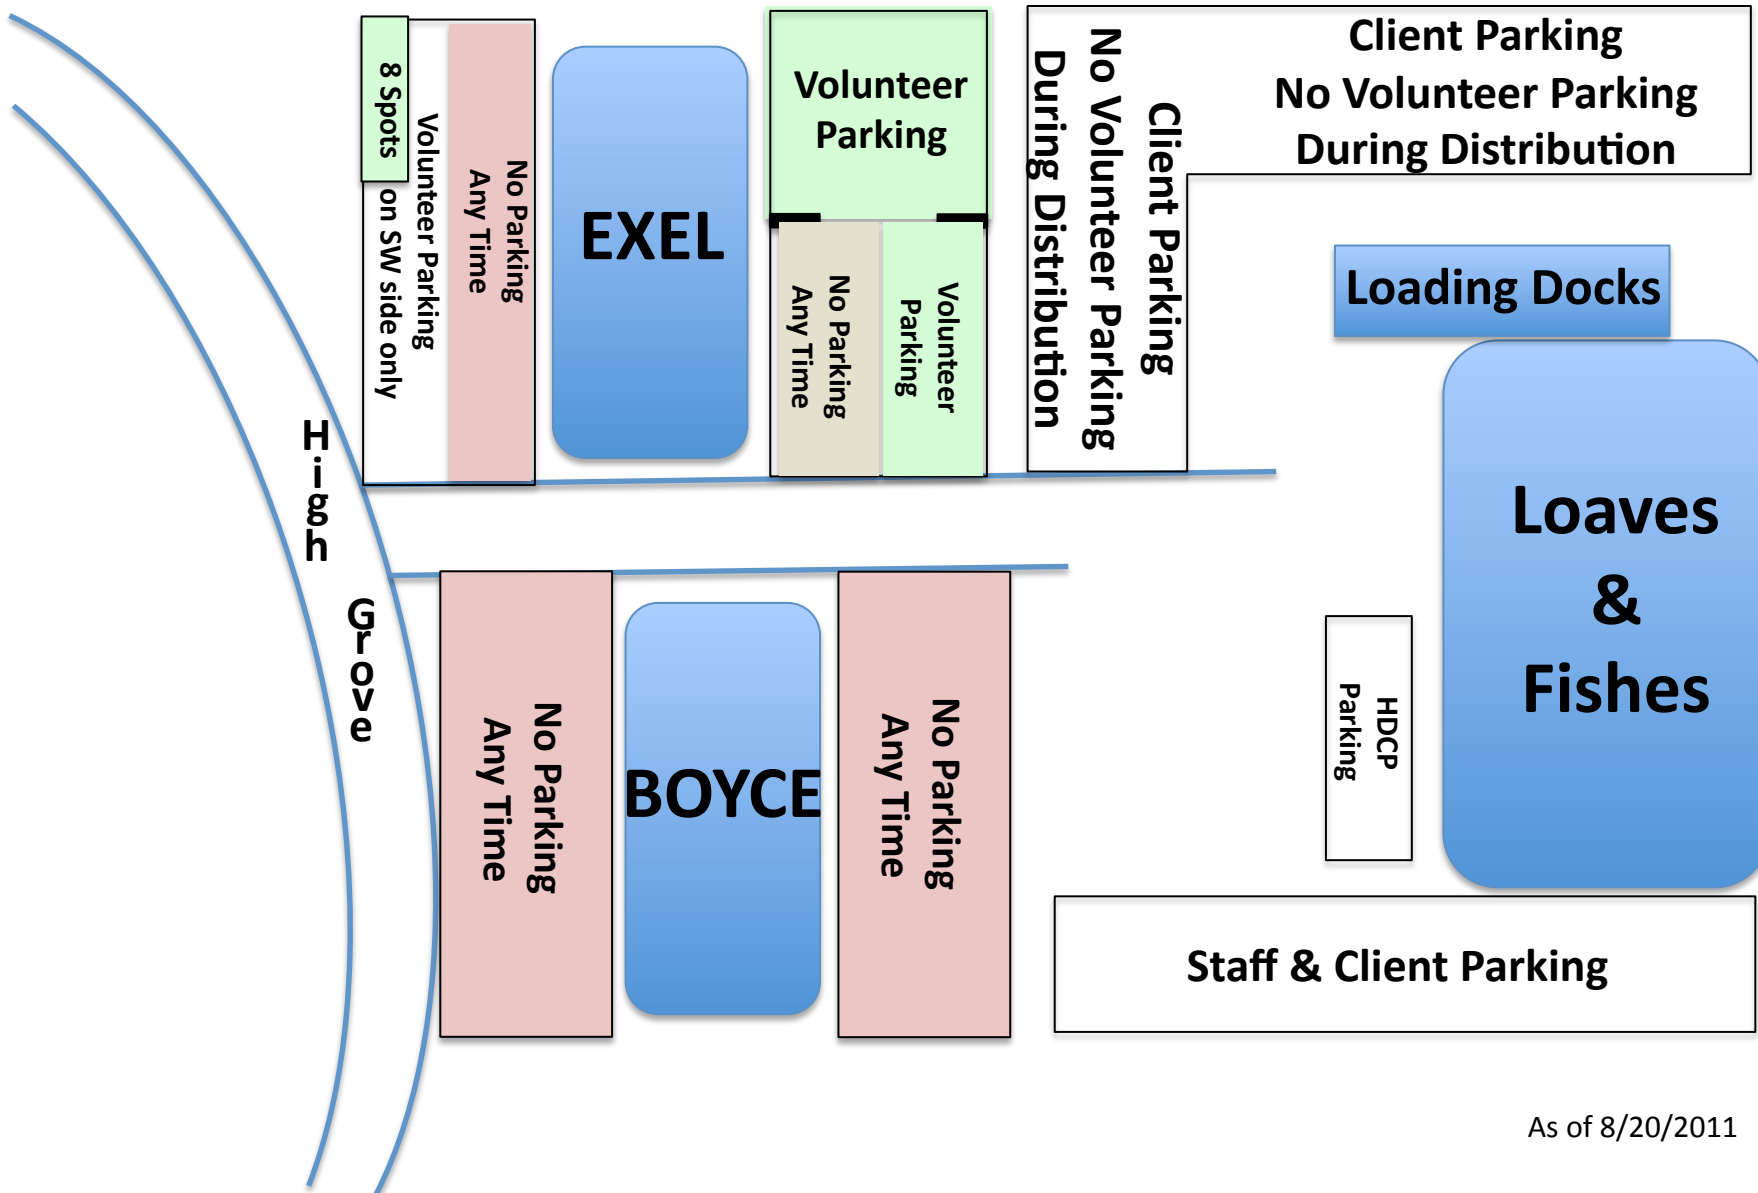 8 Spots on SW side only
Volunteer Parking
No Parking
Any Time
EXEL
Volunteer
Parking
No Parking
Any Time
Volunteer
Parking
Client Parking
No Volunteer Parking
During Distribution
Client Parking
No Volunteer Parking
During Distribution
Loading Docks
High
Grove
Loaves
&
Fishes
HDCP
Parking
No Parking
Any Time
BOYCE
No Parking
Any Time
Staff & Client Parking
As of 8/20/2011